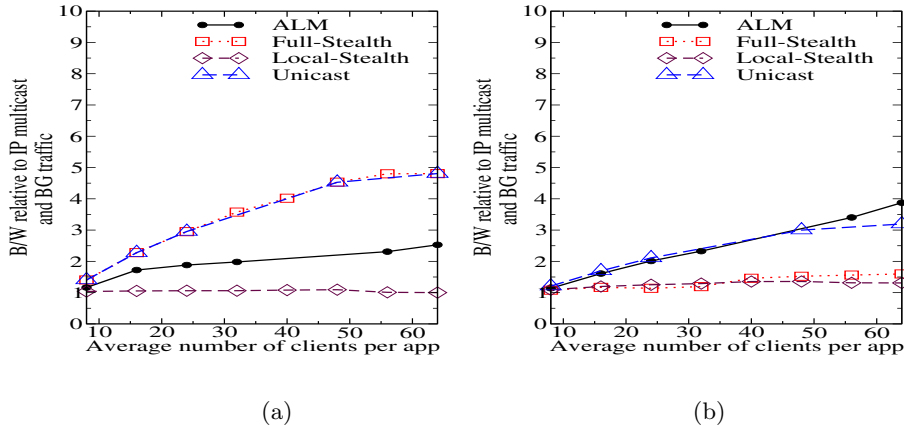 10
9
8
7
6
5
4
3
2
1
0
B/W relative to IP multicast
and BG traffic
ALM
Full-Stealth
Local-Stealth
Unicast
10 20 30 40 50 60
Average number of clients per app
(a)
10
9
8
7
6
5
4
3
2
1
0
B/W relative to IP multicast
and BG traffic
ALM
Full-Stealth
Local-Stealth
Unicast
10 20 30 40 50 60
Average number of clients per app
(b)